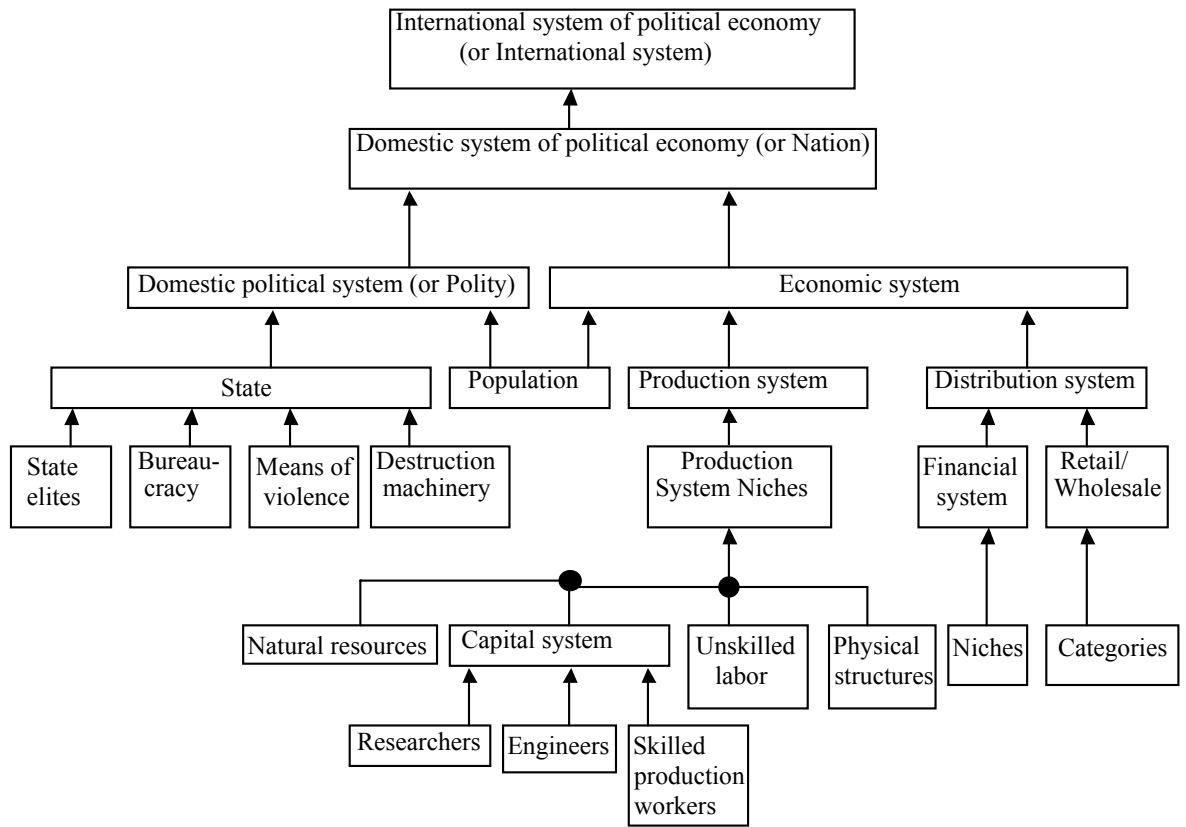 International system of political economy
(or International system)
Domestic system of political economy (or Nation)
Domestic political system (or Polity)
Economic system
State
Population
Production system
Distribution system
State
elites
Bureau-
cracy
Means of
violence
Destruction
machinery
Production
System Niches
Financial
system
Retail/
Wholesale
Natural resources
Capital system
Unskilled
labor
Physical
structures
Niches
Categories
Researchers
Engineers
Skilled
production
workers